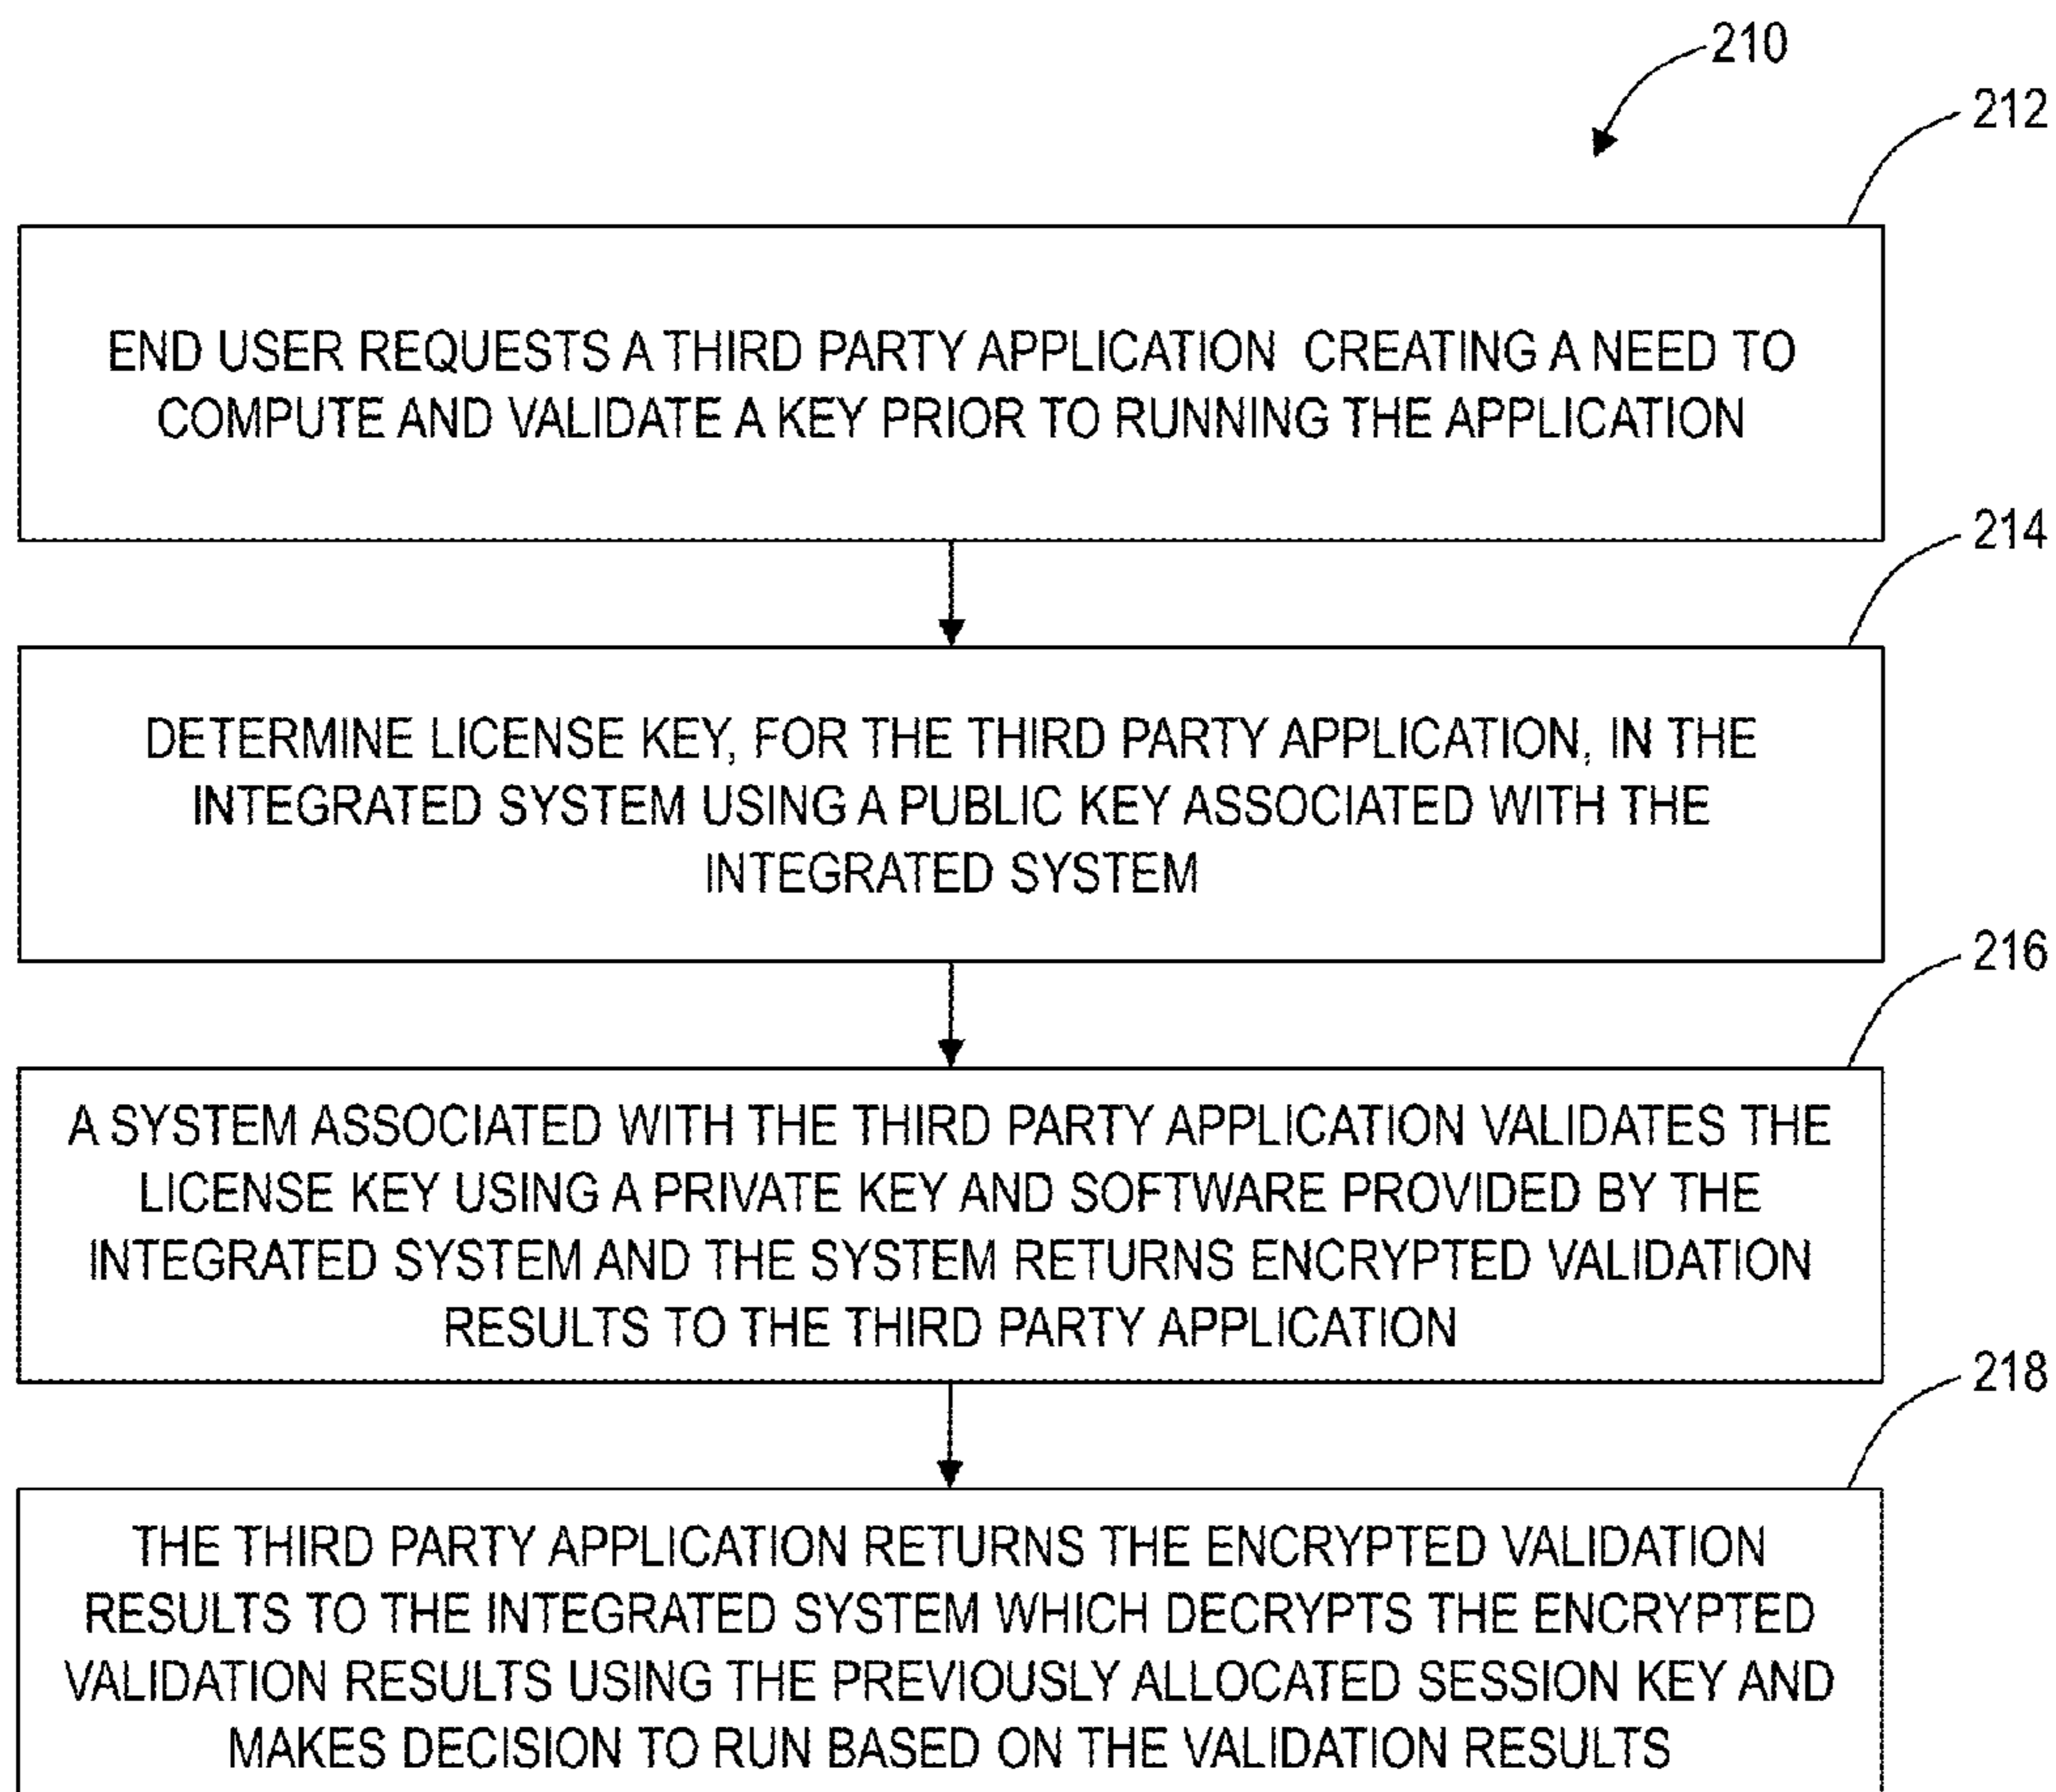 210
212
END USER REQUESTS A THIRD PARTY APPLICATION CREATING A NEED TO
COMPUTE AND VALIDATE A KEY PRIOR TO RUNNING THE APPLICATION
214
DETERMINE LICENSE KEY, FOR THE THIRD PARTY APPLICATION, IN THE
INTEGRATED SYSTEM USING A PUBLIC KEY ASSOCIATED WITH THE
INTEGRATED SYSTEM
216
A SYSTEM ASSOCIATED WITH THE THIRD PARTY APPLICATION VALIDATES THE
LICENSE KEY USING A PRIVATE KEY AND SOFTWARE PROVIDED BY THE
INTEGRATED SYSTEM AND THE SYSTEM RETURNS ENCRYPTED VALIDATION
RESULTS TO THE THIRD PARTY APPLICATION
218
THE THIRD PARTY APPLICATION RETURNS THE ENCRYPTED VALIDATION
RESULTS TO THE INTEGRATED SYSTEM WHICH DECRYPTS THE ENCRYPTED
VALIDATION RESULTS USING THE PREVIOUSLY ALLOCATED SESSION KEY AND
MAKES DECISION TO RUN BASED ON THE VALIDATION RESULTS